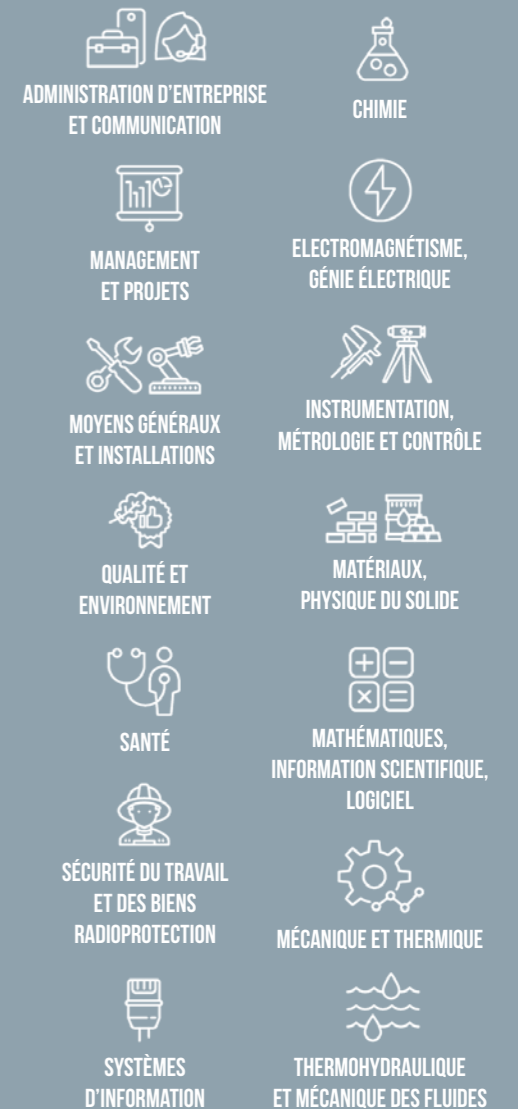 ADMINISTRATION D'ENTREPRISE
ET COMMUNICATION
CHIMIE
MANAGEMENT
ET PROJETS
ELECTROMAGNÉTISME,
GÉNIE ÉLECTRIQUE
MOYENS GÉNÉRAUX
ET INSTALLATIONS
INSTRUMENTATION,
MÉTROLOGIE ET CONTRÔLE
QUALITÉ ET
ENVIRONNEMENT
MATÉRIAUX,
PHYSIQUE DU SOLIDE
SANTÉ
MATHÉMATIQUES,
INFORMATION SCIENTIFIQUE,
LOGICIEL
SÉCURITÉ DU TRAVAIL
ET DES BIENS
RADIOPROTECTION
MÉCANIQUE ET THERMIQUE
SYSTÈMES
D'INFORMATION
THERMOHYDRAULIQUE
ET MÉCANIQUE DES FLUIDES